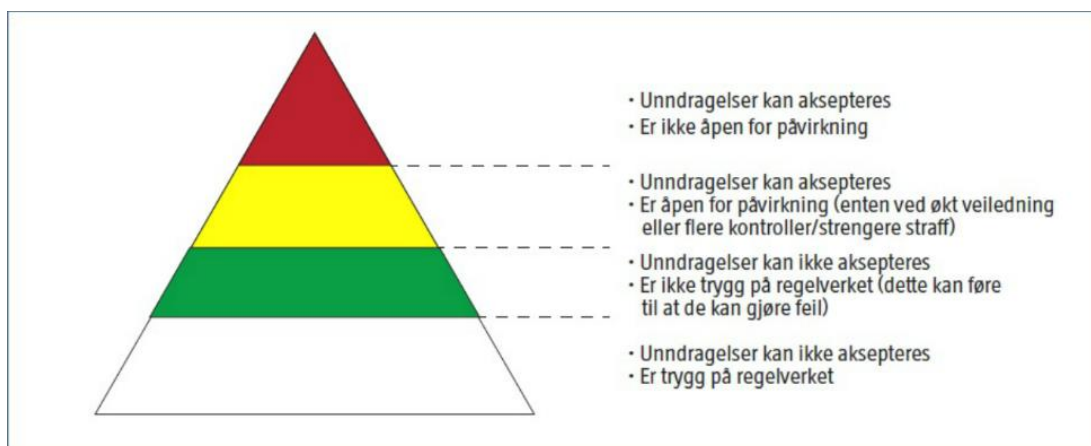 · Unndragelser kan aksepteres
· Er ikke åpen for påvirkning
· Unndragelser kan aksepteres
· Er åpen for påvirkning (enten ved økt veiledning
eller flere kontroller/strengere straff)
· Unndragelser kan ikke aksepteres
· Er ikke trygg på regelverket (dette kan føre
til at de kan gjøre feil)
· Unndragelser kan ikke aksepteres
· Er trygg på regelverket